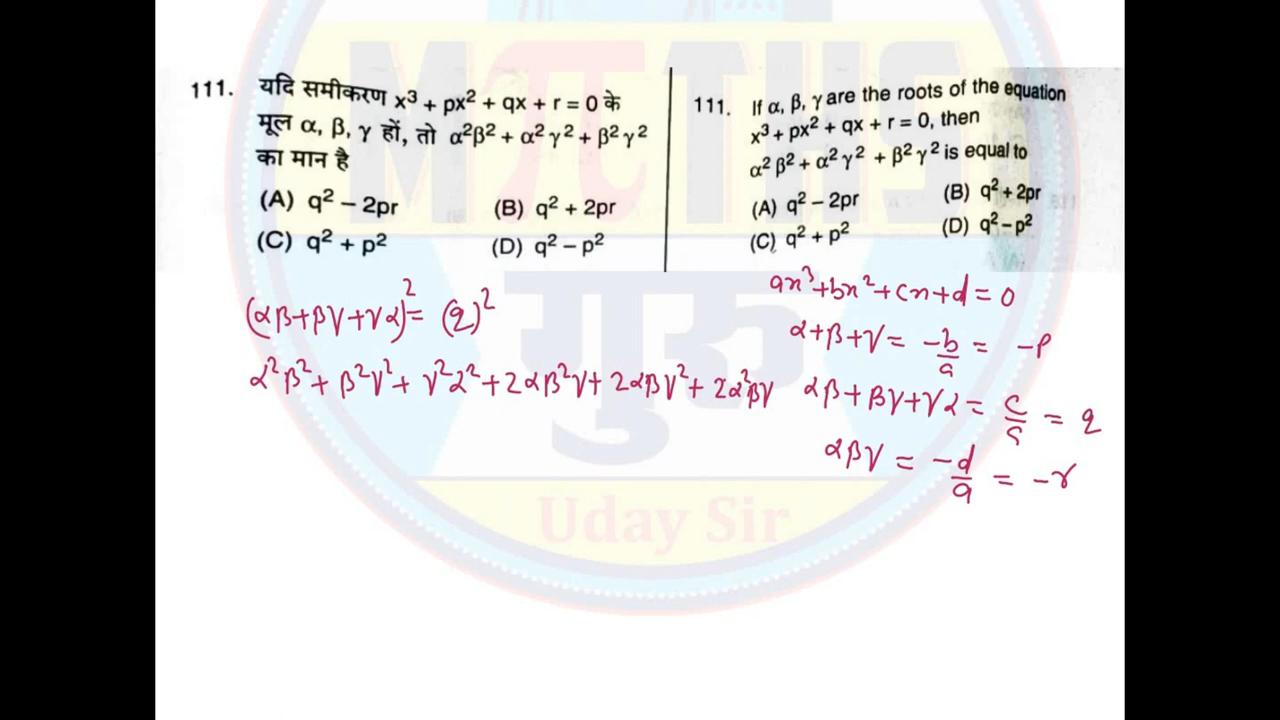 MπTHS
गुरु
Uday Sir
111. यदि समीकरण x³ + px² + qx + r = 0 के
मूल α, β, γ हों, तो α²β² + α²γ² + β²γ²
का मान है
(A) q² – 2pr (B) q² + 2pr
(C) q² + p² (D) q² – p²
111. If α, β, γ are the roots of the equation
x³ + px² + qx + r = 0, then
α²β² + α²γ² + β²γ² is equal to
(A) q² – 2pr (B) q² + 2pr
(C) q² + p² (D) q² – p²
(αβ+βγ+γα)² = (q)²
α²β² + β²γ² + γ²α² + 2αβ²γ + 2αβγ² + 2α²βγ
ax³+bx²+cx+d=0
α+β+γ = -b/a = -p
αβ+βγ+γα = c/a = q
αβγ = -d/a = -r